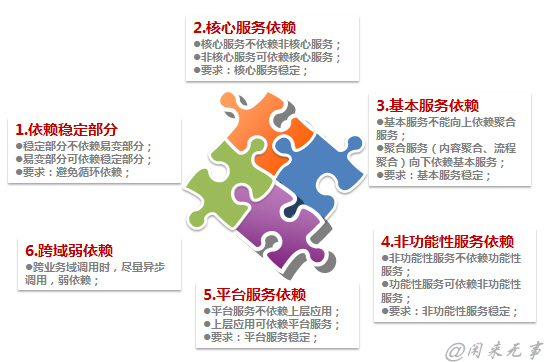 1.依赖稳定部分
●稳定部分不依赖易变部分；
●易变部分可依赖稳定部分；
●要求：避免循环依赖；
2.核心服务依赖
●核心服务不依赖非核心服务；
●非核心服务可依赖核心服务；
●要求：核心服务稳定；
3.基本服务依赖
●基本服务不能向上依赖聚合
服务；
●聚合服务（内容聚合、流程
聚合）向下依赖基本服务；
●要求：基本服务稳定；
4.非功能性服务依赖
●非功能性服务不依赖功能性
服务；
●功能性服务可依赖非功能性
服务；
●要求：非功能性服务稳定；
5.平台服务依赖
●平台服务不依赖上层应用；
●上层应用可依赖平台服务；
●要求：平台服务稳定；
6.跨域弱依赖
●跨业务域调用时，尽量异步
调用，弱依赖；
@闲来无事